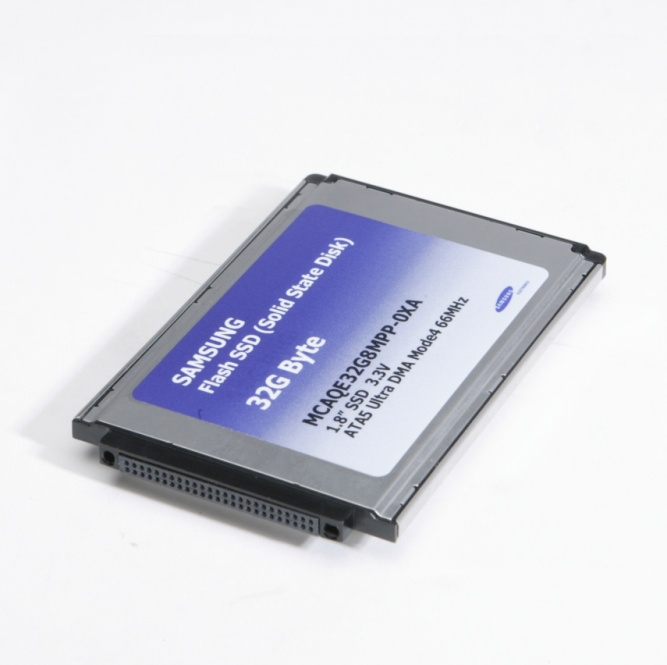 SAMSUNG
Flash SSD (Solid State Disk)
32G Byte
MCAQE32G8MPP-0XA
1.8" SSD 3.3V
ATA5 Ultra DMA Mode4 66MHz
SAMSUNG